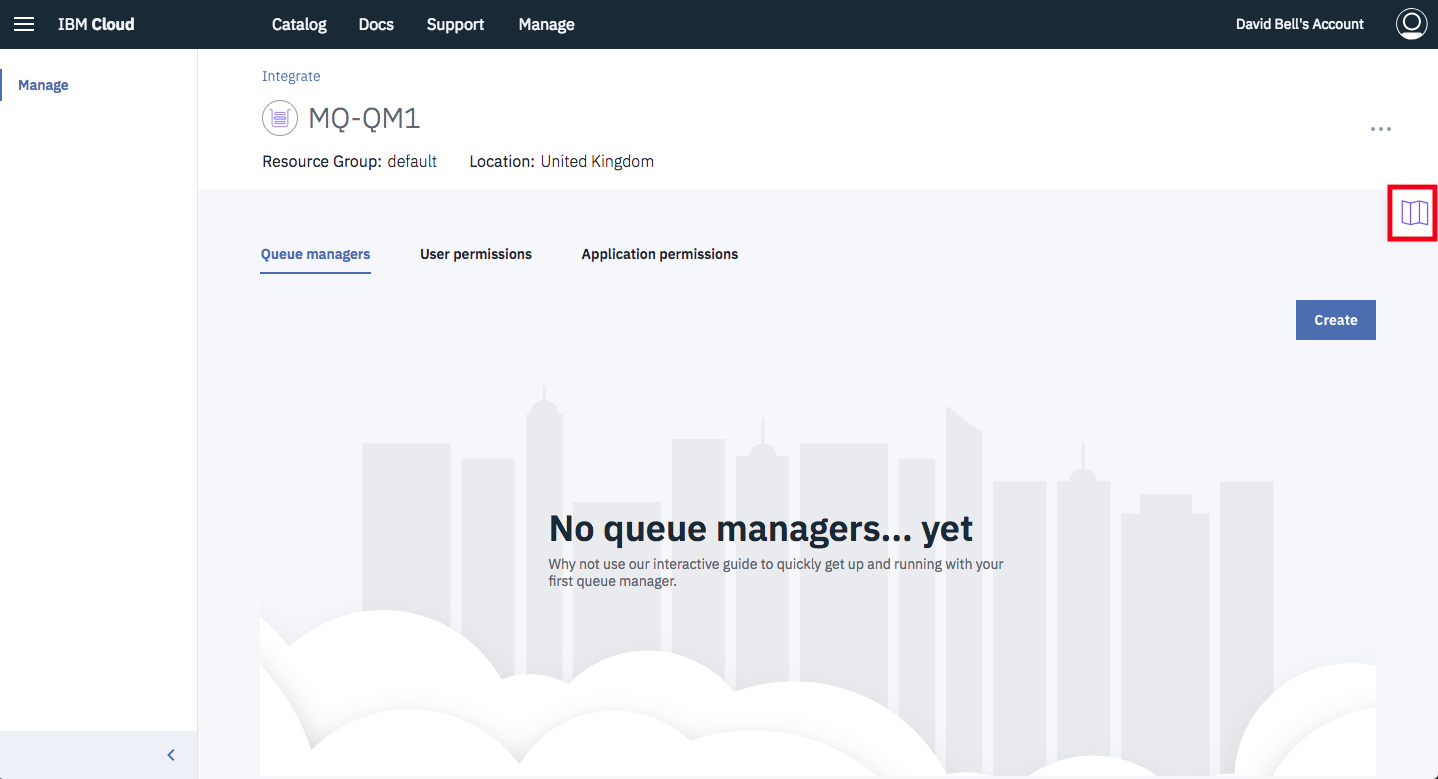 IBM Cloud
Catalog
Docs
Support
Manage
David Bell's Account
Manage
Integrate
MQ-QM1
Resource Group: default
Location: United Kingdom
Queue managers
User permissions
Application permissions
Create
No queue managers... yet
Why not use our interactive guide to quickly get up and running with your
first queue manager.